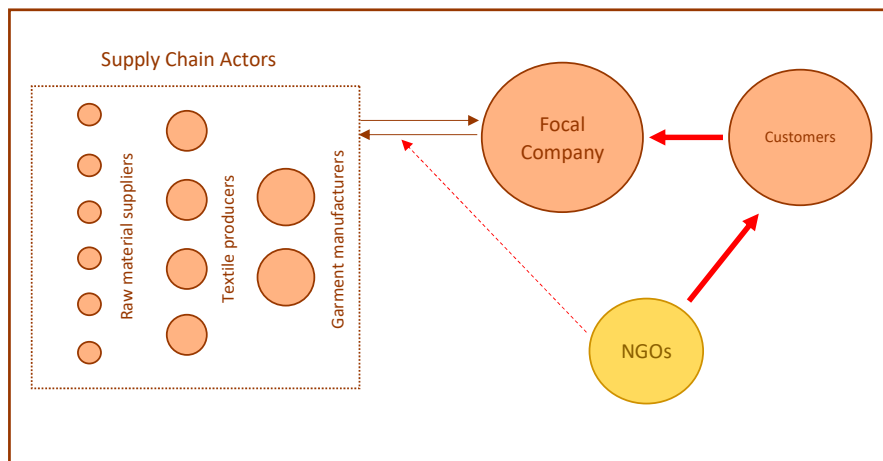 Supply Chain Actors
Raw material suppliers
Textile producers
Garment manufacturers
Focal
Company
Customers
NGOs